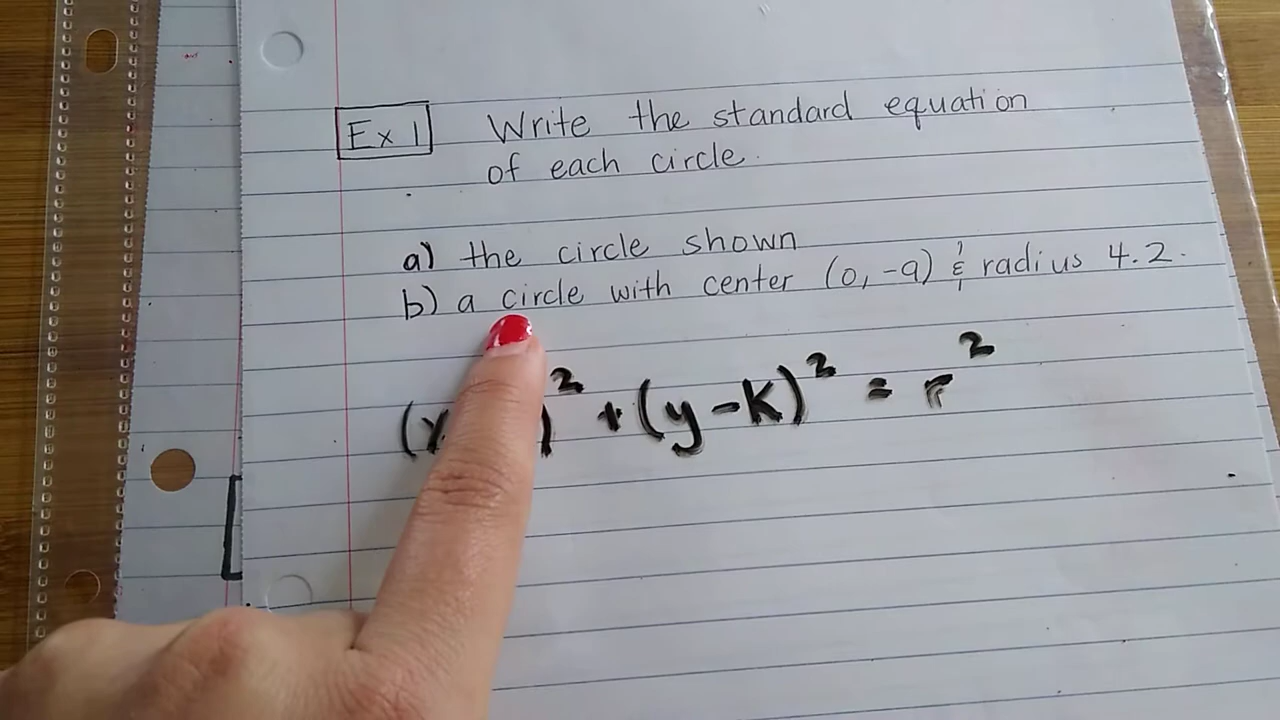 Ex 1 Write the standard equation
of each circle.
a) the circle shown
b) a circle with center (0, -9) & radius 4.2.
)² + (y - k)² = r²